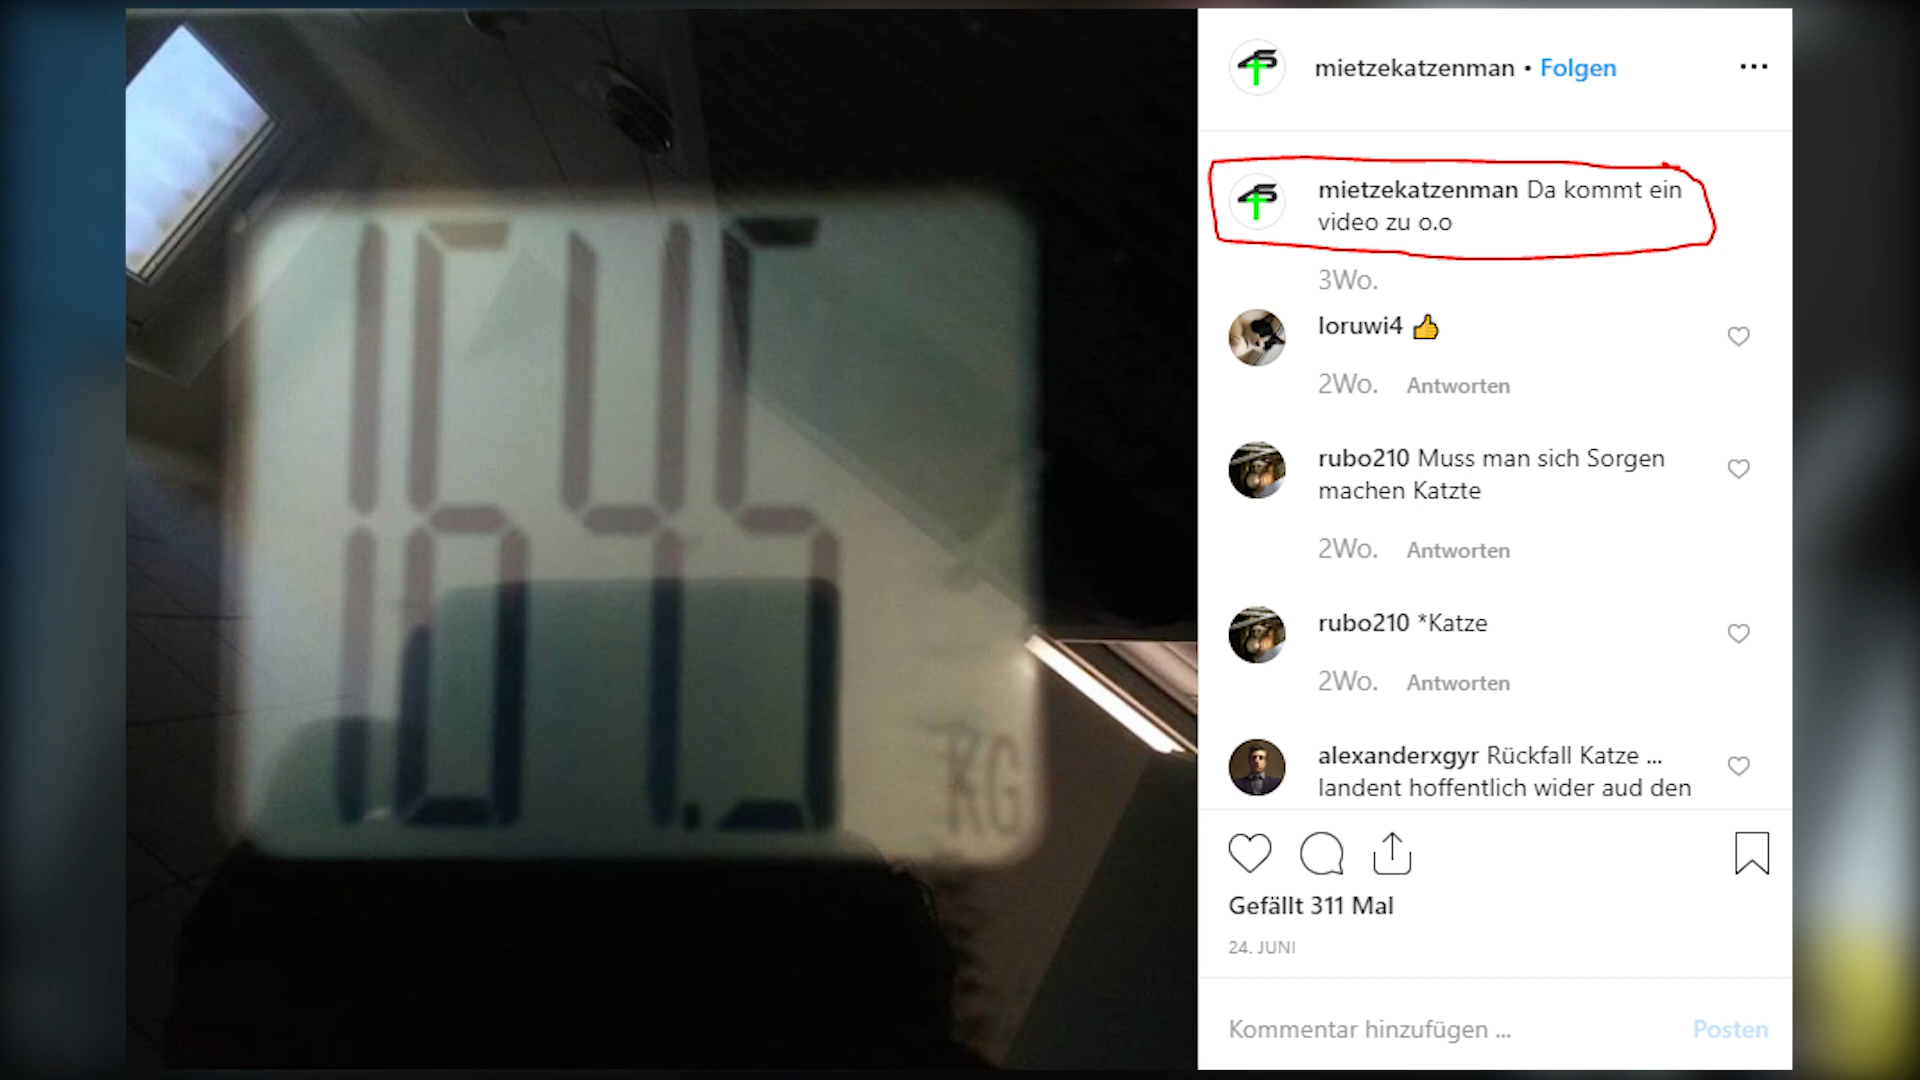 164.5
KG
mietzekatzenman • Folgen
mietzekatzenman Da kommt ein
video zu o.o
3Wo.
loruwi4 👍
2Wo. Antworten
rubo210 Muss man sich Sorgen
machen Katzte
2Wo. Antworten
rubo210 *Katze
2Wo. Antworten
alexanderxgyr Rückfall Katze ...
landent hoffentlich wider aud den
Gefällt 311 Mal
24. JUNI
Kommentar hinzufügen ...
Posten